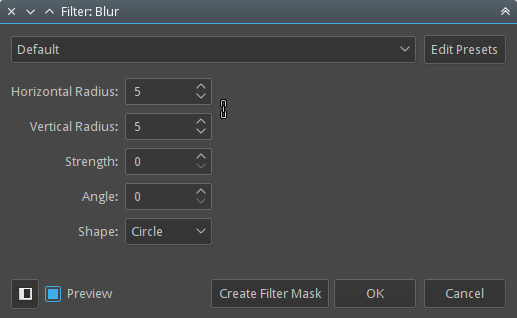 Filter: Blur
Default
Edit Presets
Horizontal Radius: 5
Vertical Radius: 5
Strength: 0
Angle: 0
Shape: Circle
Preview
Create Filter Mask
OK
Cancel